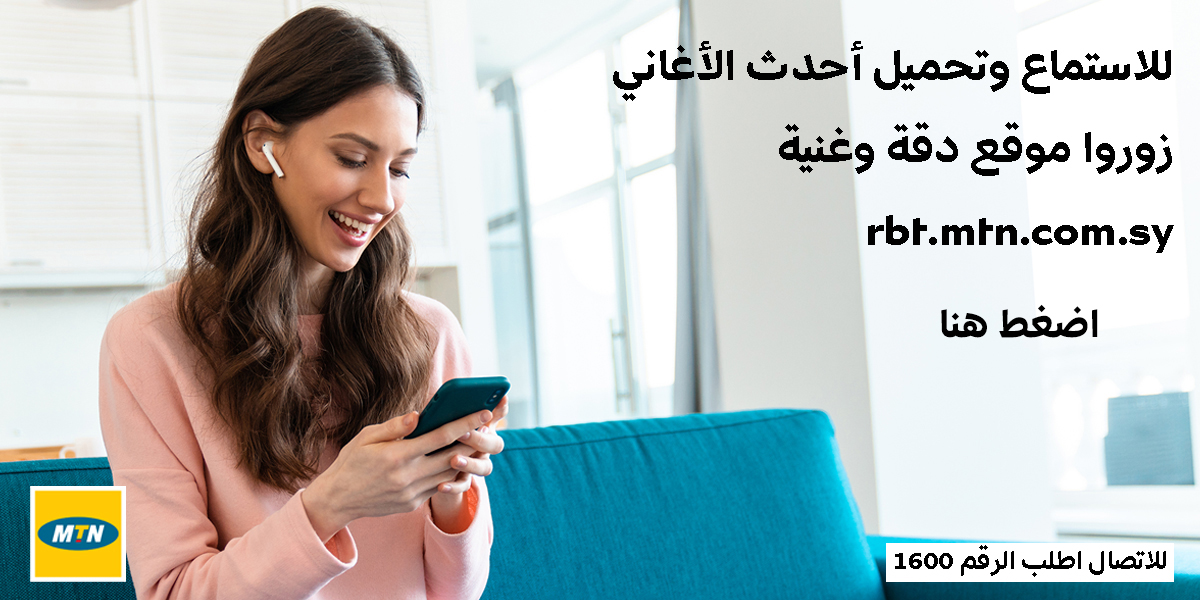 للاستماع وتحميل أحدث الأغاني
زوروا موقع دقة وغنية
rbt.mtn.com.sy
اضغط هنا
MTN
للاتصال اطلب الرقم 1600